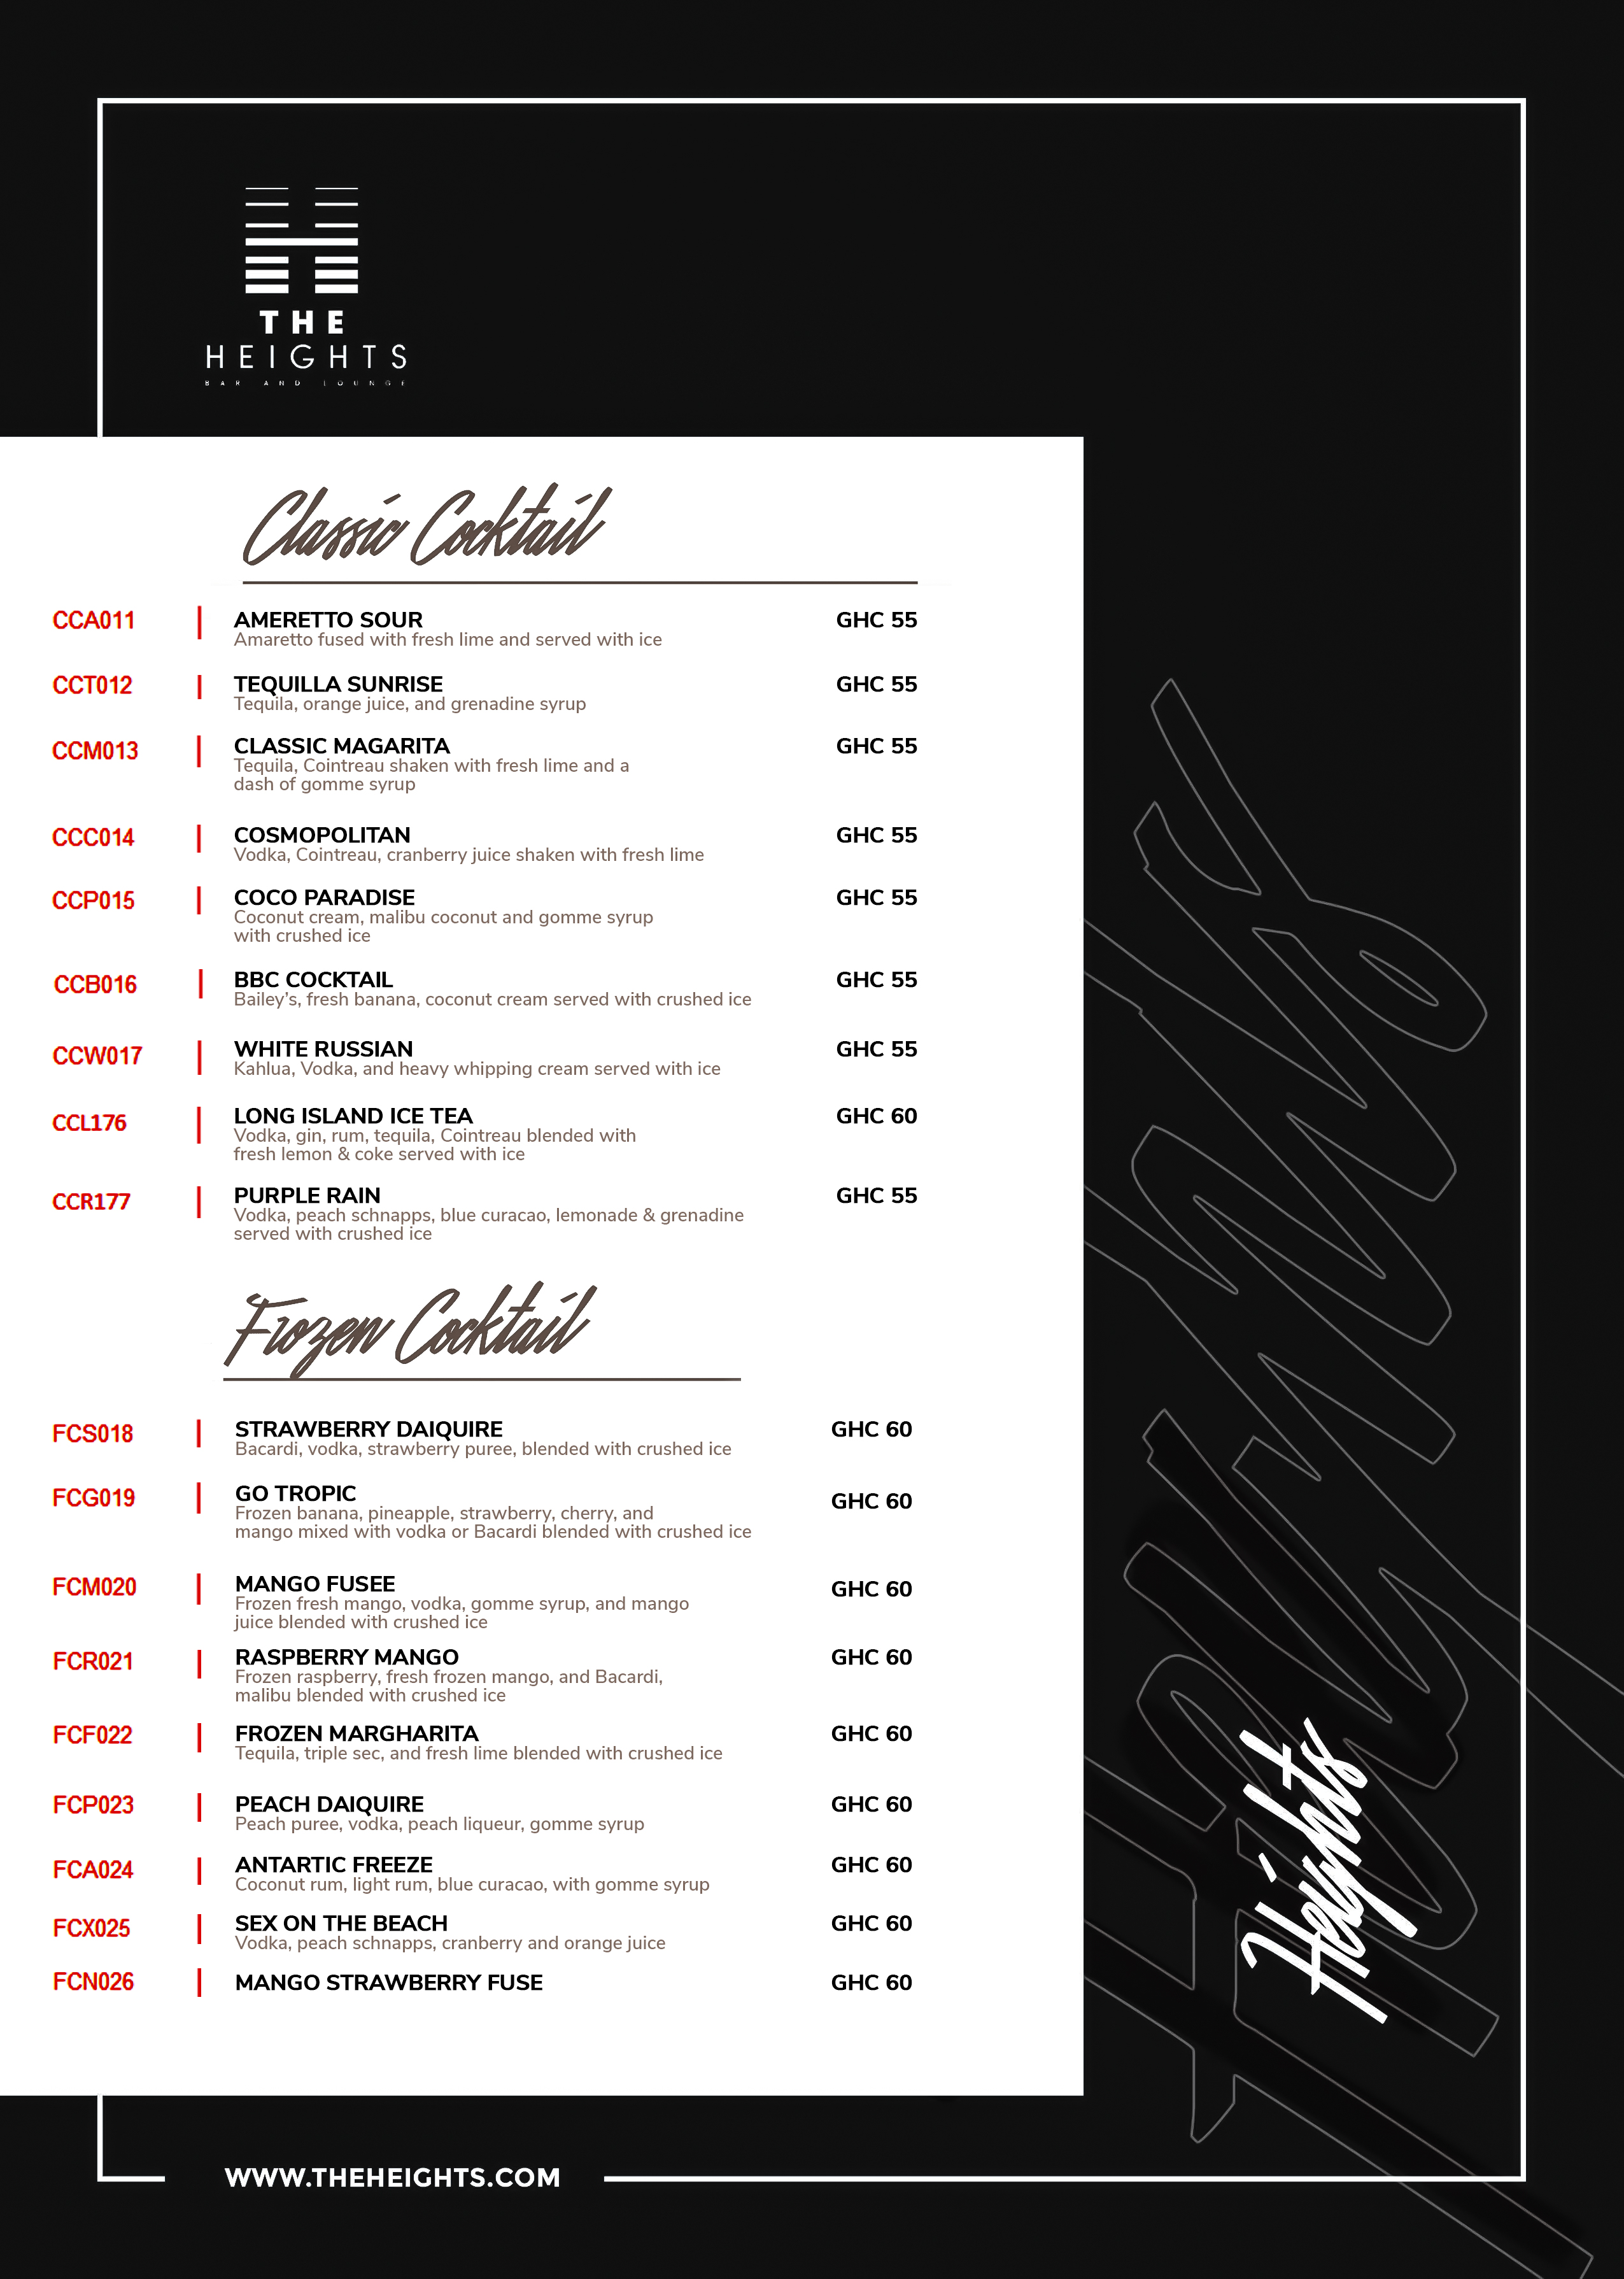 THE
HEIGHTS
BAR AND LOUNGE
Classic Cocktail
CCA011 | AMERETTO SOUR GHC 55
Amaretto fused with fresh lime and served with ice
CCT012 | TEQUILLA SUNRISE GHC 55
Tequila, orange juice, and grenadine syrup
CCM013 | CLASSIC MAGARITA GHC 55
Tequila, Cointreau shaken with fresh lime and a
dash of gomme syrup
CCC014 | COSMOPOLITAN GHC 55
Vodka, Cointreau, cranberry juice shaken with fresh lime
CCP015 | COCO PARADISE GHC 55
Coconut cream, malibu coconut and gomme syrup
with crushed ice
CCB016 | BBC COCKTAIL GHC 55
Bailey's, fresh banana, coconut cream served with crushed ice
CCW017 | WHITE RUSSIAN GHC 55
Kahlua, Vodka, and heavy whipping cream served with ice
CCL176 | LONG ISLAND ICE TEA GHC 60
Vodka, gin, rum, tequila, Cointreau blended with
fresh lemon & coke served with ice
CCR177 | PURPLE RAIN GHC 55
Vodka, peach schnapps, blue curacao, lemonade & grenadine
served with crushed ice
Frozen Cocktail
FCS018 | STRAWBERRY DAIQUIRE GHC 60
Bacardi, vodka, strawberry puree, blended with crushed ice
FCG019 | GO TROPIC GHC 60
Frozen banana, pineapple, strawberry, cherry, and
mango mixed with vodka or Bacardi blended with crushed ice
FCM020 | MANGO FUSEE GHC 60
Frozen fresh mango, vodka, gomme syrup, and mango
juice blended with crushed ice
FCR021 | RASPBERRY MANGO GHC 60
Frozen raspberry, fresh frozen mango, and Bacardi,
malibu blended with crushed ice
FCF022 | FROZEN MARGHARITA GHC 60
Tequila, triple sec, and fresh lime blended with crushed ice
FCP023 | PEACH DAIQUIRE GHC 60
Peach puree, vodka, peach liqueur, gomme syrup
FCA024 | ANTARTIC FREEZE GHC 60
Coconut rum, light rum, blue curacao, with gomme syrup
FCX025 | SEX ON THE BEACH GHC 60
Vodka, peach schnapps, cranberry and orange juice
FCN026 | MANGO STRAWBERRY FUSE GHC 60
Heights
Heights
WWW.THEHEIGHTS.COM